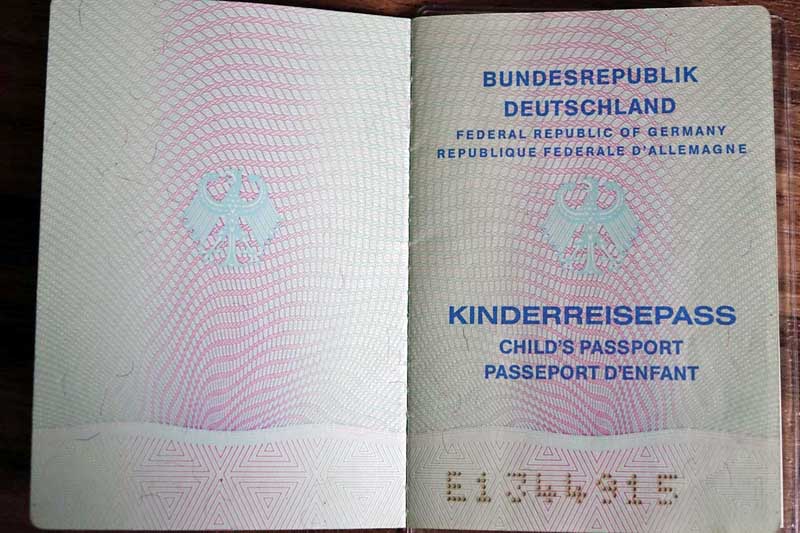 BUNDESREPUBLIK
DEUTSCHLAND
FEDERAL REPUBLIC OF GERMANY
REPUBLIQUE FEDERALE D'ALLEMAGNE
KINDERREISEPASS
CHILD'S PASSPORT
PASSEPORT D'ENFANT
E1344915